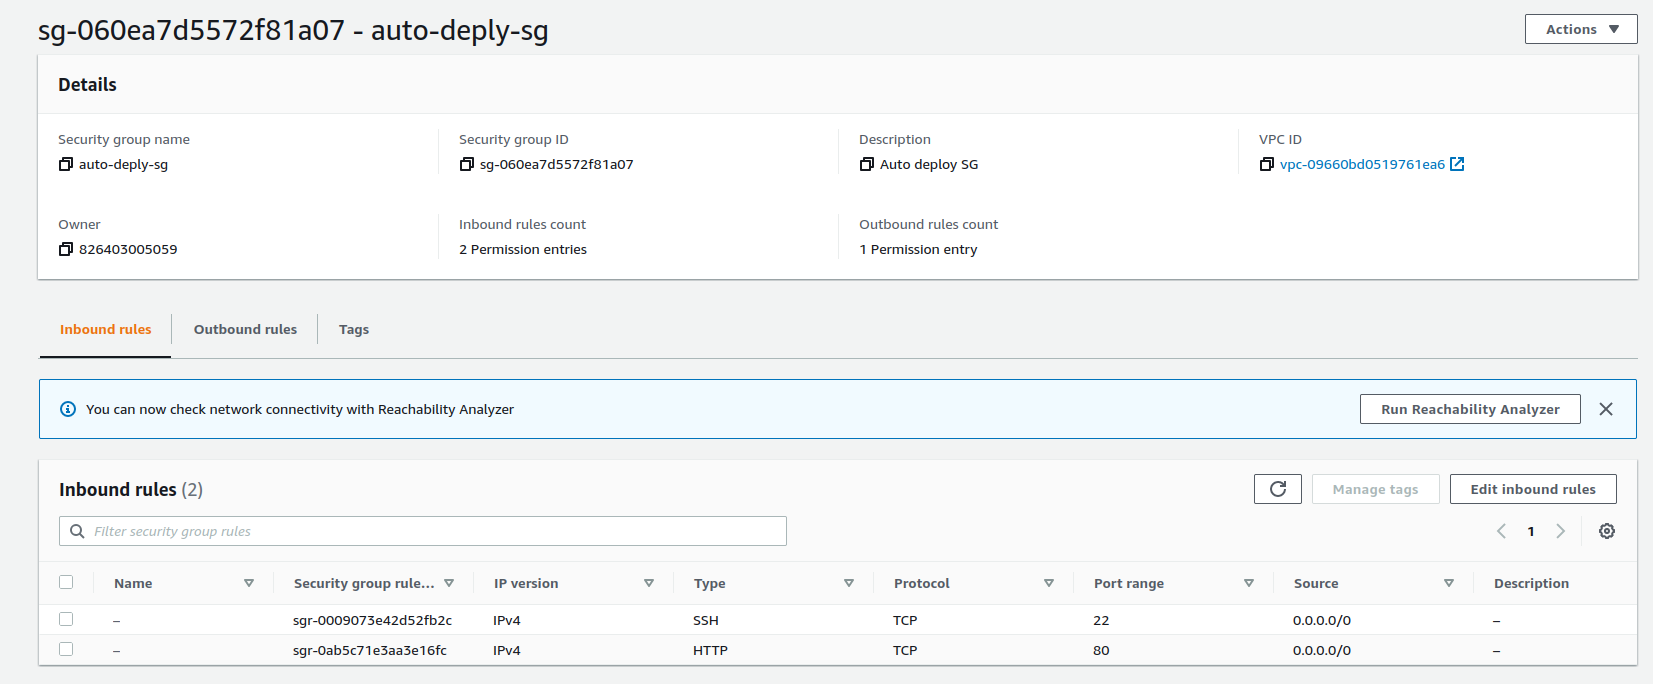 sg-060ea7d5572f81a07 - auto-deply-sg
Actions
Details
Security group name
Security group ID
Description
VPC ID
auto-deply-sg
sg-060ea7d5572f81a07
Auto deploy SG
vpc-09660bd0519761ea6
Owner
Inbound rules count
Outbound rules count
826403005059
2 Permission entries
1 Permission entry
Inbound rules
Outbound rules
Tags
You can now check network connectivity with Reachability Analyzer
Run Reachability Analyzer
Inbound rules (2)
Manage tags
Edit inbound rules
Filter security group rules
1
Name
Security group rule...
IP version
Type
Protocol
Port range
Source
Description
– sgr-0009073e42d52fb2c IPv4 SSH TCP 22 0.0.0.0/0 –
– sgr-0ab5c71e3aa3e16fc IPv4 HTTP TCP 80 0.0.0.0/0 –